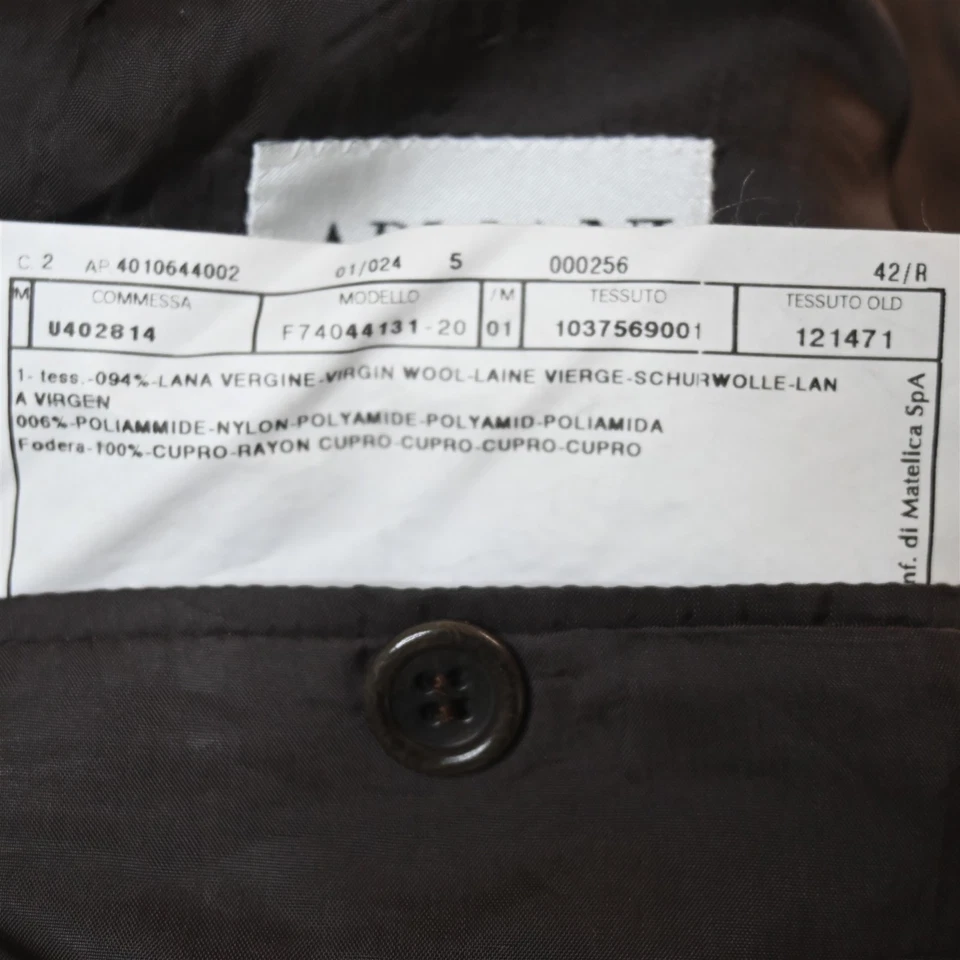 C. 2 AP 4010644002 01/024 5 000256 42/R
M COMMESSA MODELLO /M TESSUTO TESSUTO OLD
U402814 F74044131-20 01 1037569001 121471
1- tess.-094%-LANA VERGINE-VIRGIN WOOL-LAINE VIERGE-SCHURWOLLE-LAN
A VIRGEN
006%-POLIAMMIDE-NYLON-POLYAMIDE-POLYAMID-POLIAMIDA
Fodera-100%-CUPRO-RAYON CUPRO-CUPRO-CUPRO-CUPRO
nf. di Matelica SpA